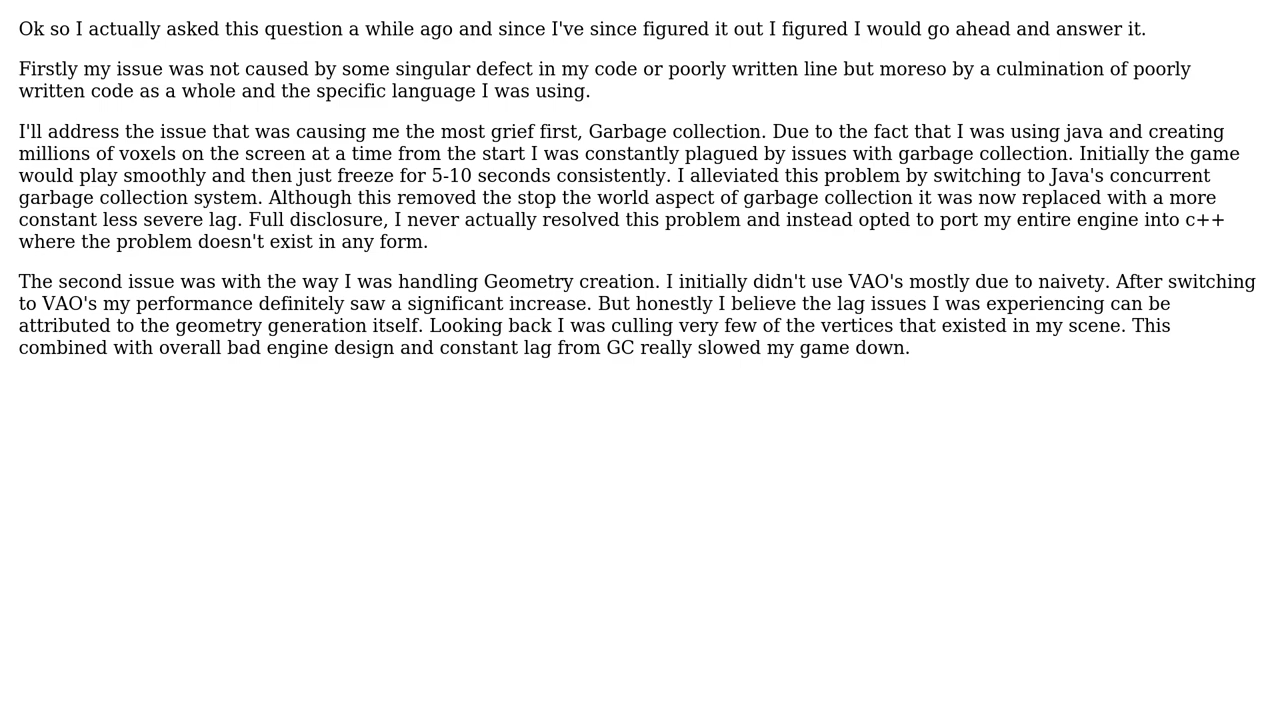 Ok so I actually asked this question a while ago and since I've since figured it out I figured I would go ahead and answer it.
Firstly my issue was not caused by some singular defect in my code or poorly written line but moreso by a culmination of poorly
written code as a whole and the specific language I was using.
I'll address the issue that was causing me the most grief first, Garbage collection. Due to the fact that I was using java and creating
millions of voxels on the screen at a time from the start I was constantly plagued by issues with garbage collection. Initially the game
would play smoothly and then just freeze for 5-10 seconds consistently. I alleviated this problem by switching to Java's concurrent
garbage collection system. Although this removed the stop the world aspect of garbage collection it was now replaced with a more
constant less severe lag. Full disclosure, I never actually resolved this problem and instead opted to port my entire engine into c++
where the problem doesn't exist in any form.
The second issue was with the way I was handling Geometry creation. I initially didn't use VAO's mostly due to naivety. After switching
to VAO's my performance definitely saw a significant increase. But honestly I believe the lag issues I was experiencing can be
attributed to the geometry generation itself. Looking back I was culling very few of the vertices that existed in my scene. This
combined with overall bad engine design and constant lag from GC really slowed my game down.